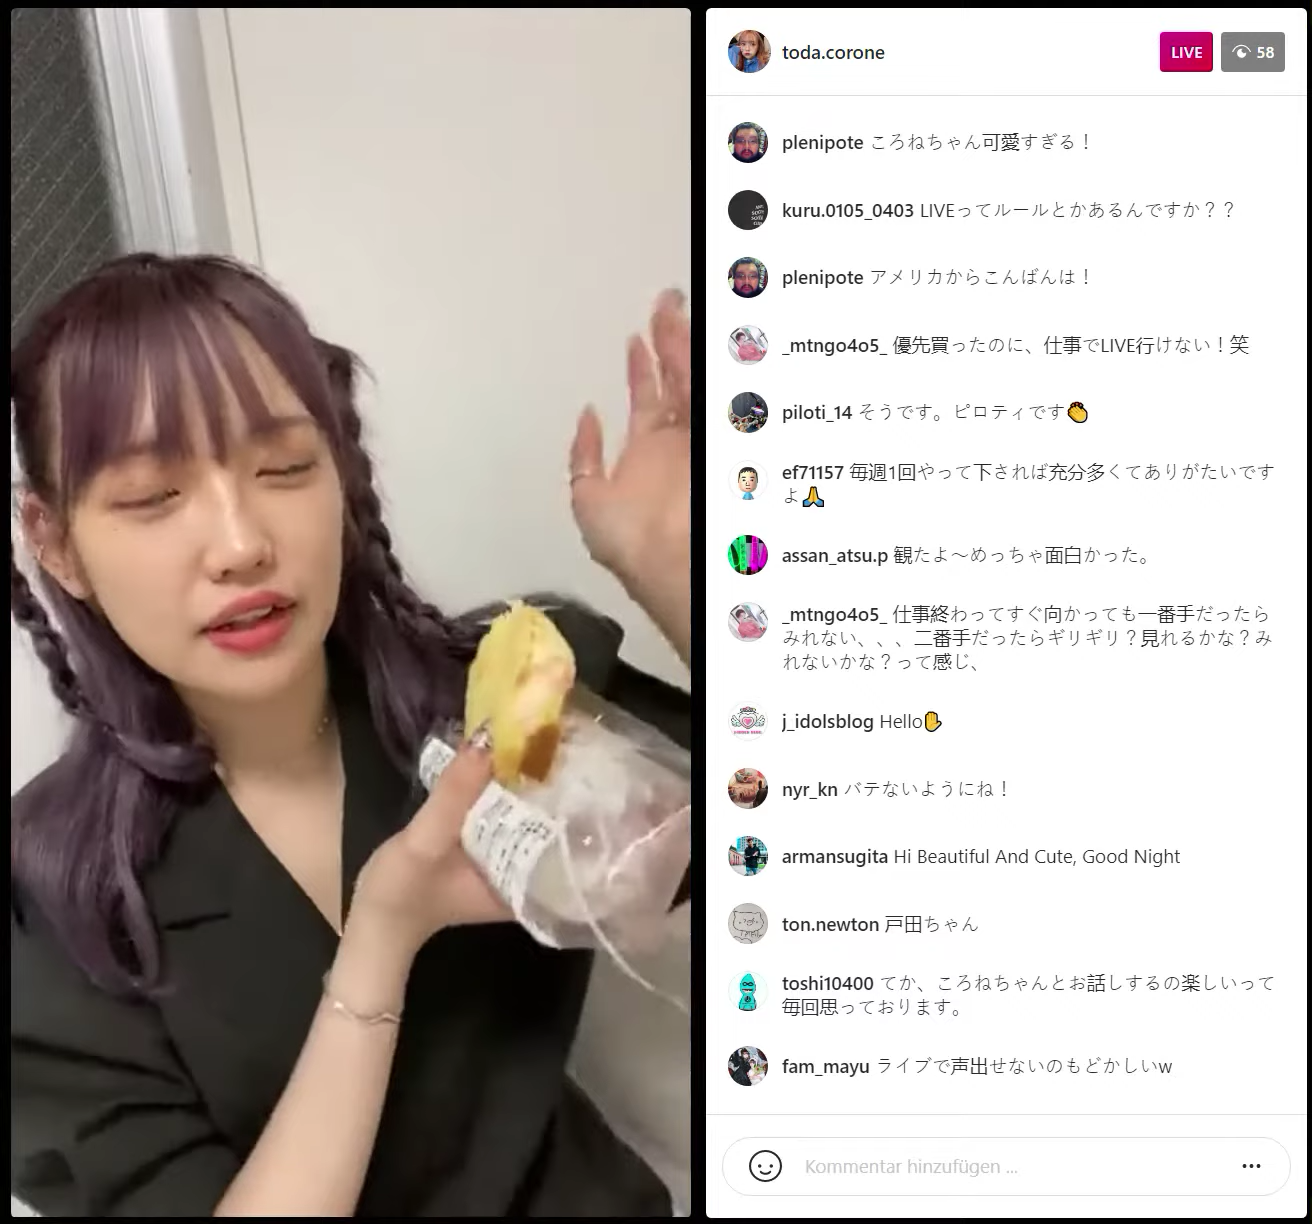 toda.corone
LIVE
58
plenipote ころねちゃん可愛すぎる！
kuru.0105_0403 LIVEってルールとかあるんですか？？
plenipote アメリカからこんばんは！
_mtngo4o5_ 優先買ったのに、仕事でLIVE行けない！笑
piloti_14 そうです。ピロティです👏
ef71157 毎週1回やって下されば充分多くてありがたいです
よ🙏
assan_atsu.p 観たよ〜めっちゃ面白かった。
_mtngo4o5_ 仕事終わってすぐ向かっても一番手だったら
みれない、、、二番手だったらギリギリ？見れるかな？み
れないかな？って感じ、
j_idolsblog Hello✋
nyr_kn バテないようにね！
armansugita Hi Beautiful And Cute, Good Night
ton.newton 戸田ちゃん
toshi10400 てか、ころねちゃんとお話しするの楽しいって
毎回思っております。
fam_mayu ライブで声出せないのもどかしいw
Kommentar hinzufügen ...